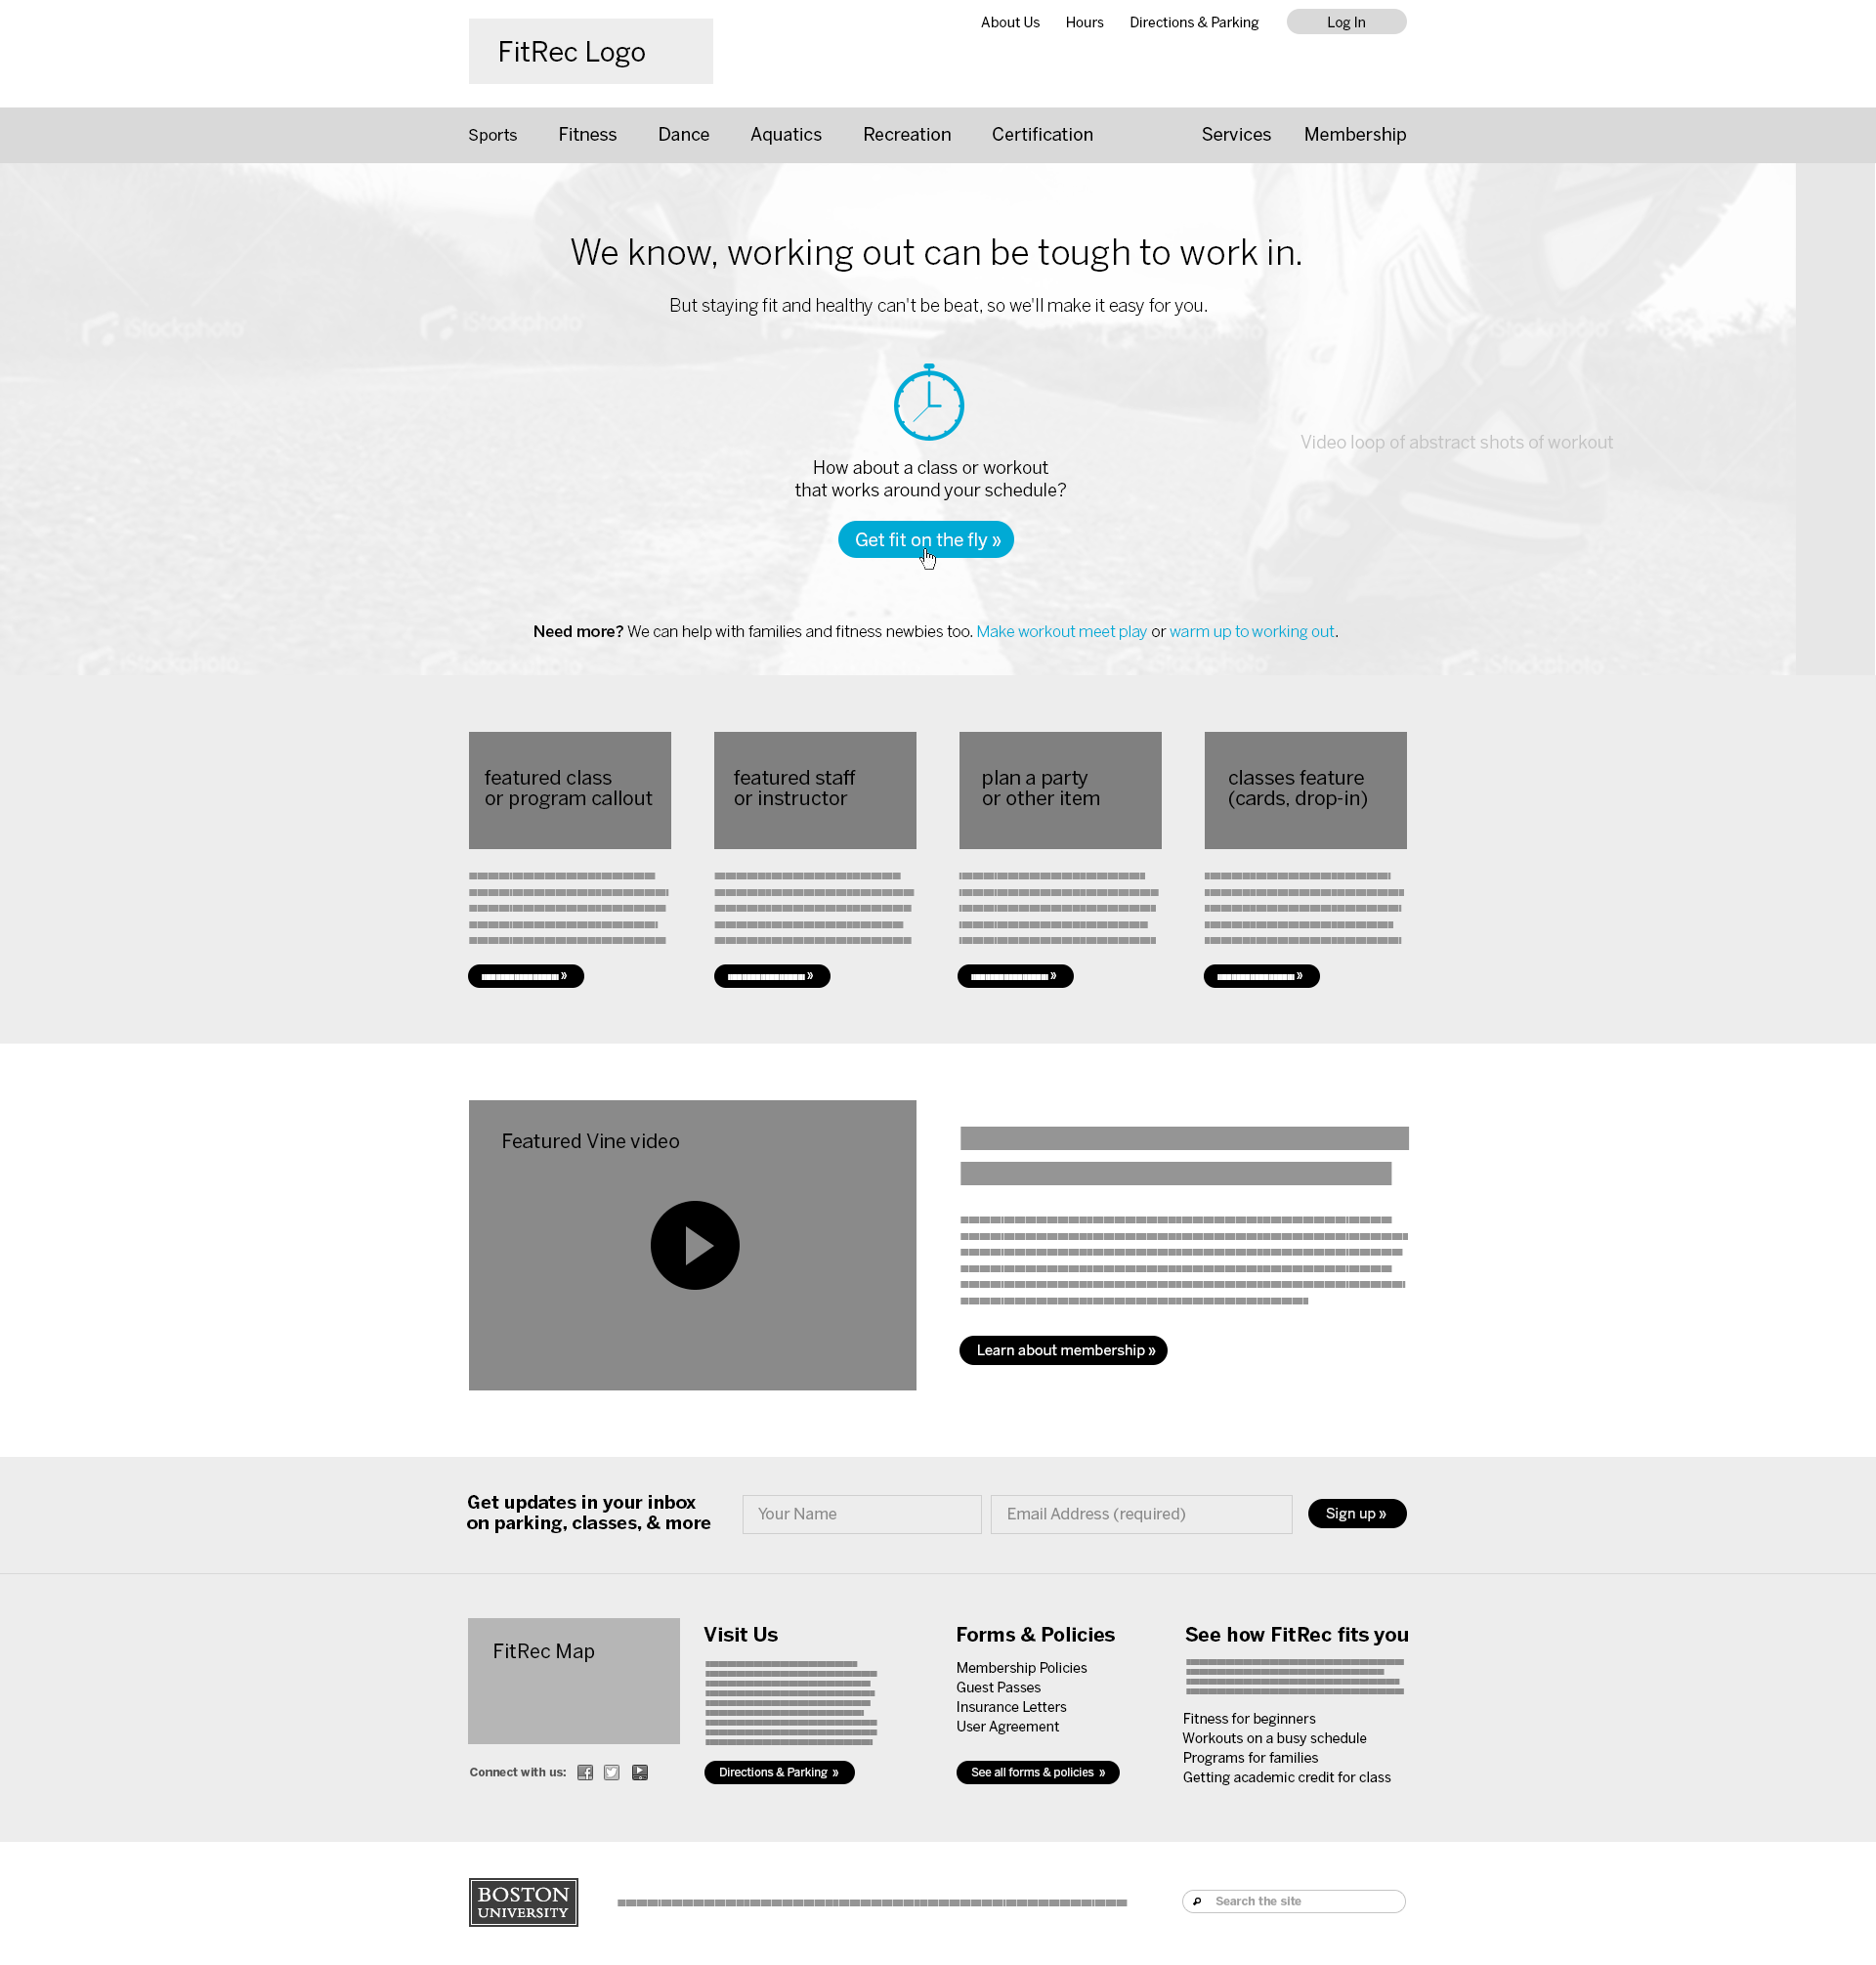 About Us Hours Directions & Parking Log In
FitRec Logo
Sports Fitness Dance Aquatics Recreation Certification Services Membership
We know, working out can be tough to work in.
But staying fit and healthy can't be beat, so we'll make it easy for you.
iStockphoto iStockphoto iStockphoto iStockphoto iStockphoto
Video loop of abstract shots of workout
How about a class or workout
that works around your schedule?
Get fit on the fly »
Need more? We can help with families and fitness newbies too. Make workout meet play or warm up to working out.
iStockphoto iStockphoto iStockphoto iStockphoto
featured class
or program callout
featured staff
or instructor
plan a party
or other item
classes feature
(cards, drop-in)
» » » »
Featured Vine video
Learn about membership »
Get updates in your inbox
on parking, classes, & more
Your Name
Email Address (required)
Sign up »
FitRec Map
Connect with us:
Visit Us
Directions & Parking »
Forms & Policies
Membership Policies
Guest Passes
Insurance Letters
User Agreement
See all forms & policies »
See how FitRec fits you
Fitness for beginners
Workouts on a busy schedule
Programs for families
Getting academic credit for class
BOSTON
UNIVERSITY
Search the site